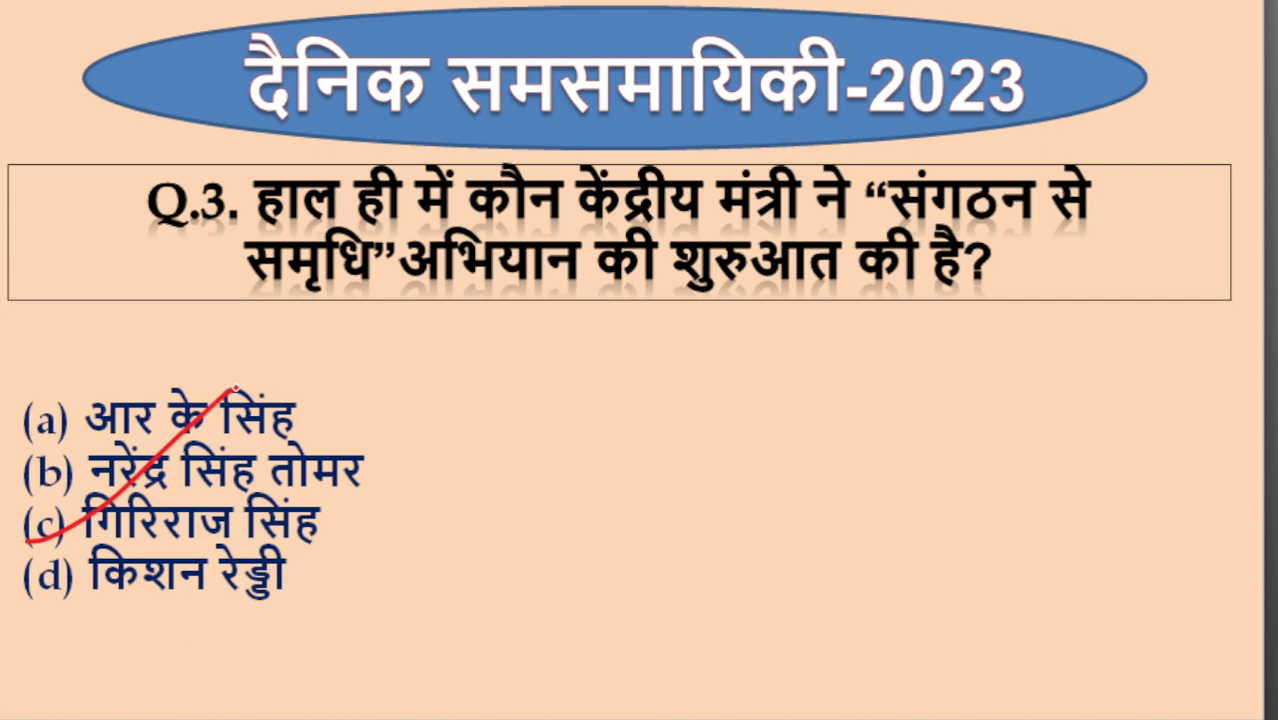 दैनिक समसमायिकी-2023
Q.3. हाल ही में कौन केंद्रीय मंत्री ने “संगठन से
समृधि”अभियान की शुरुआत की है?
(a) आर के सिंह
(b) नरेंद्र सिंह तोमर
(c) गिरिराज सिंह
(d) किशन रेड्डी